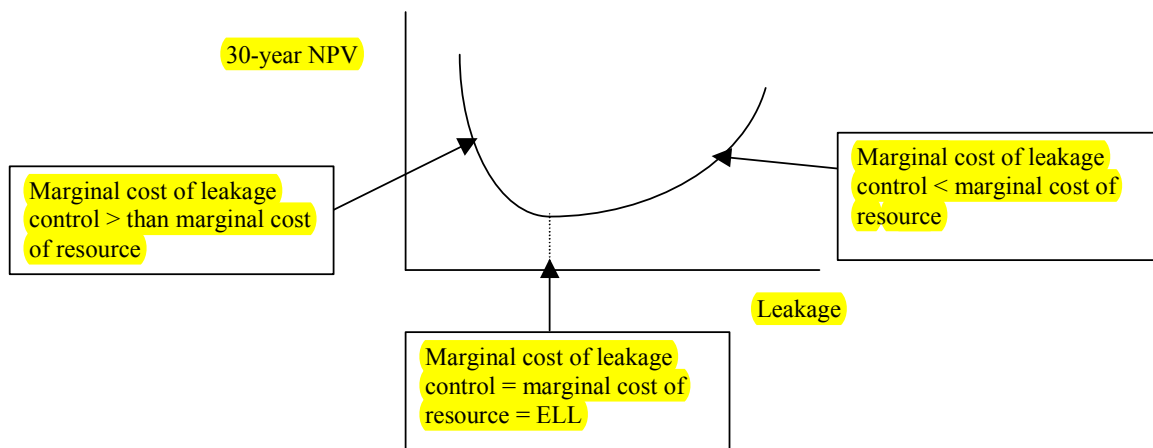 30-year NPV
Marginal cost of leakage
control > than marginal cost
of resource
Marginal cost of leakage
control < marginal cost of
resource
Leakage
Marginal cost of leakage
control = marginal cost of
resource = ELL